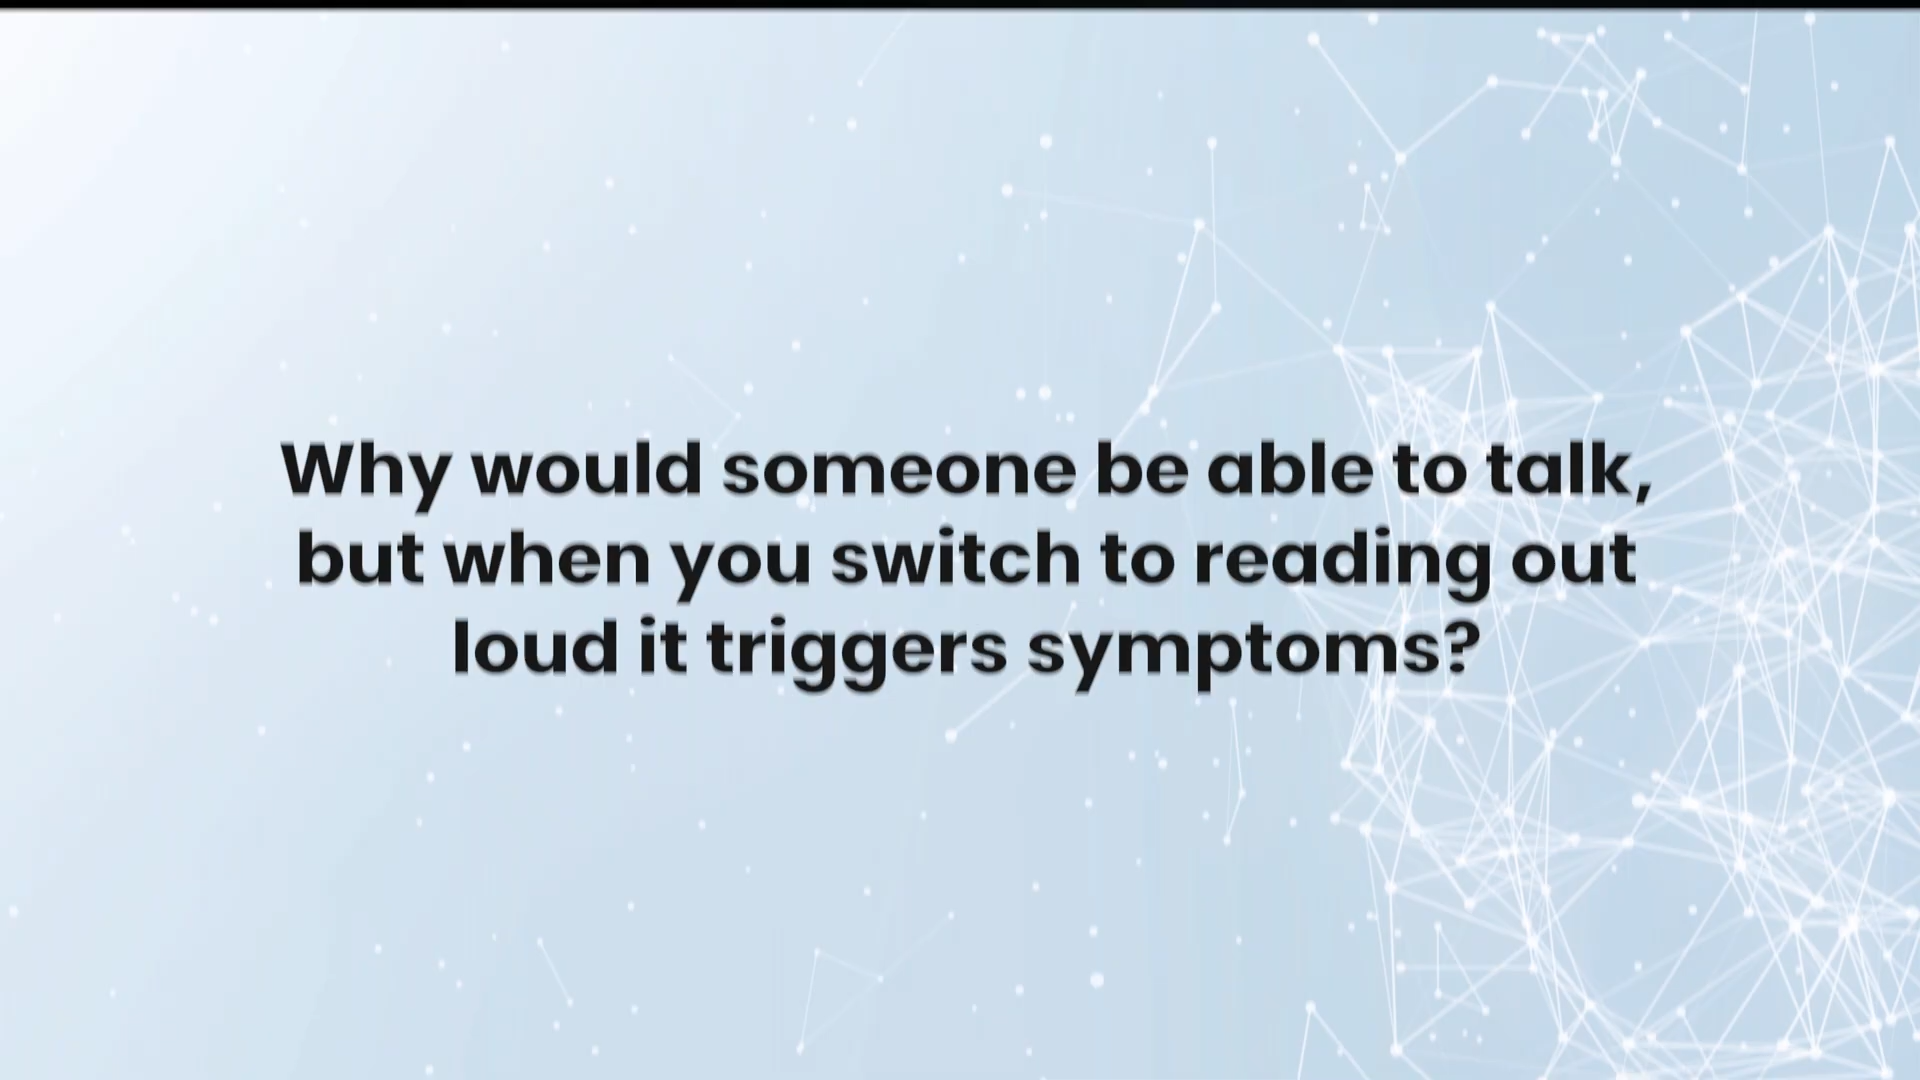 Why would someone be able to talk,
but when you switch to reading out
loud it triggers symptoms?